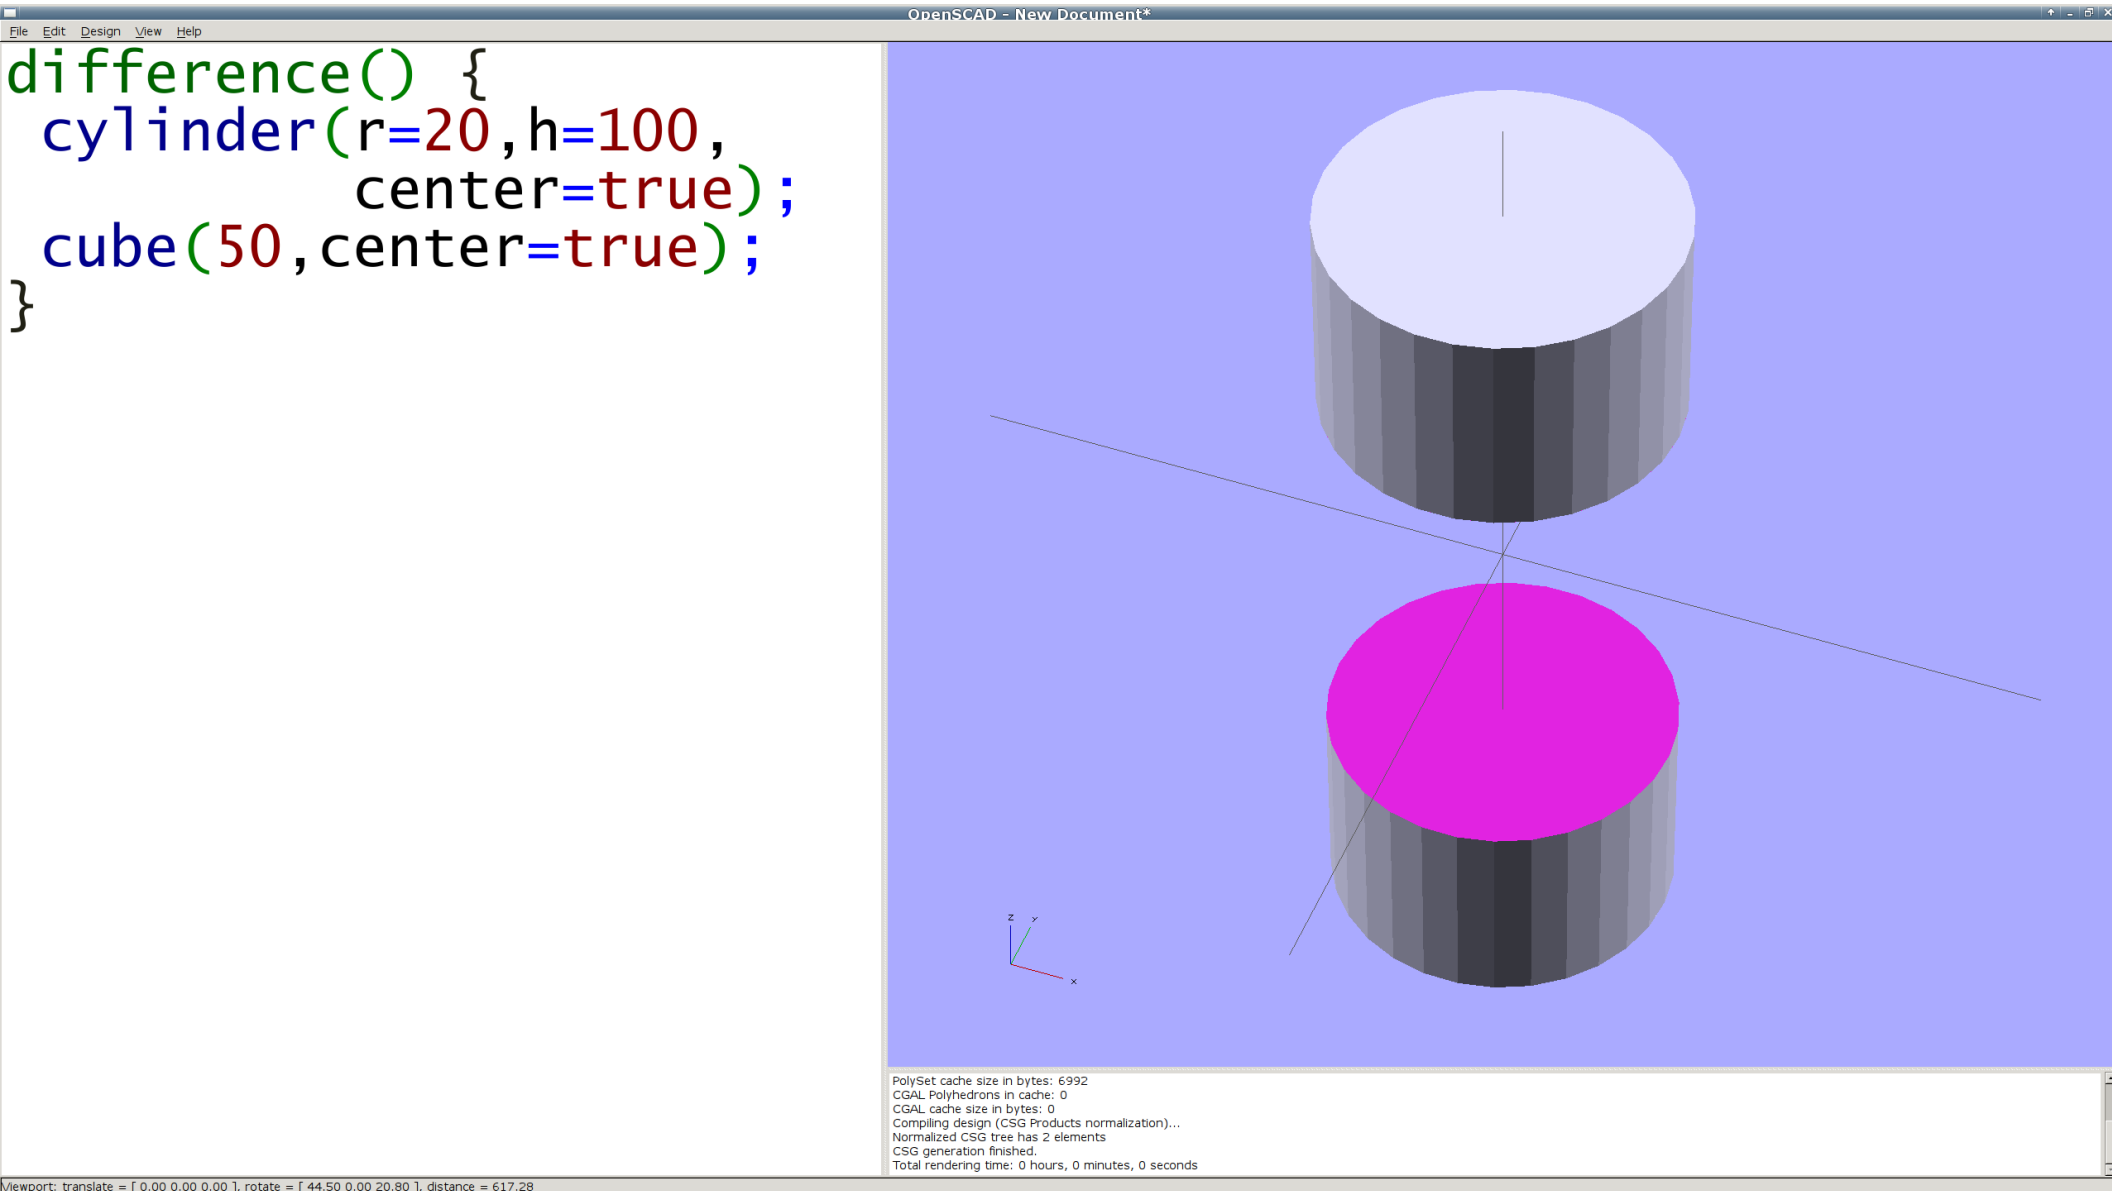 OpenSCAD - New Document*
File Edit Design View Help
difference() {
 cylinder(r=20,h=100,
          center=true);
 cube(50,center=true);
}
z y
x
PolySet cache size in bytes: 6992
CGAL Polyhedrons in cache: 0
CGAL cache size in bytes: 0
Compiling design (CSG Products normalization)...
Normalized CSG tree has 2 elements
CSG generation finished.
Total rendering time: 0 hours, 0 minutes, 0 seconds
Viewport: translate = [ 0.00 0.00 0.00 ], rotate = [ 44.50 0.00 20.80 ], distance = 617.28